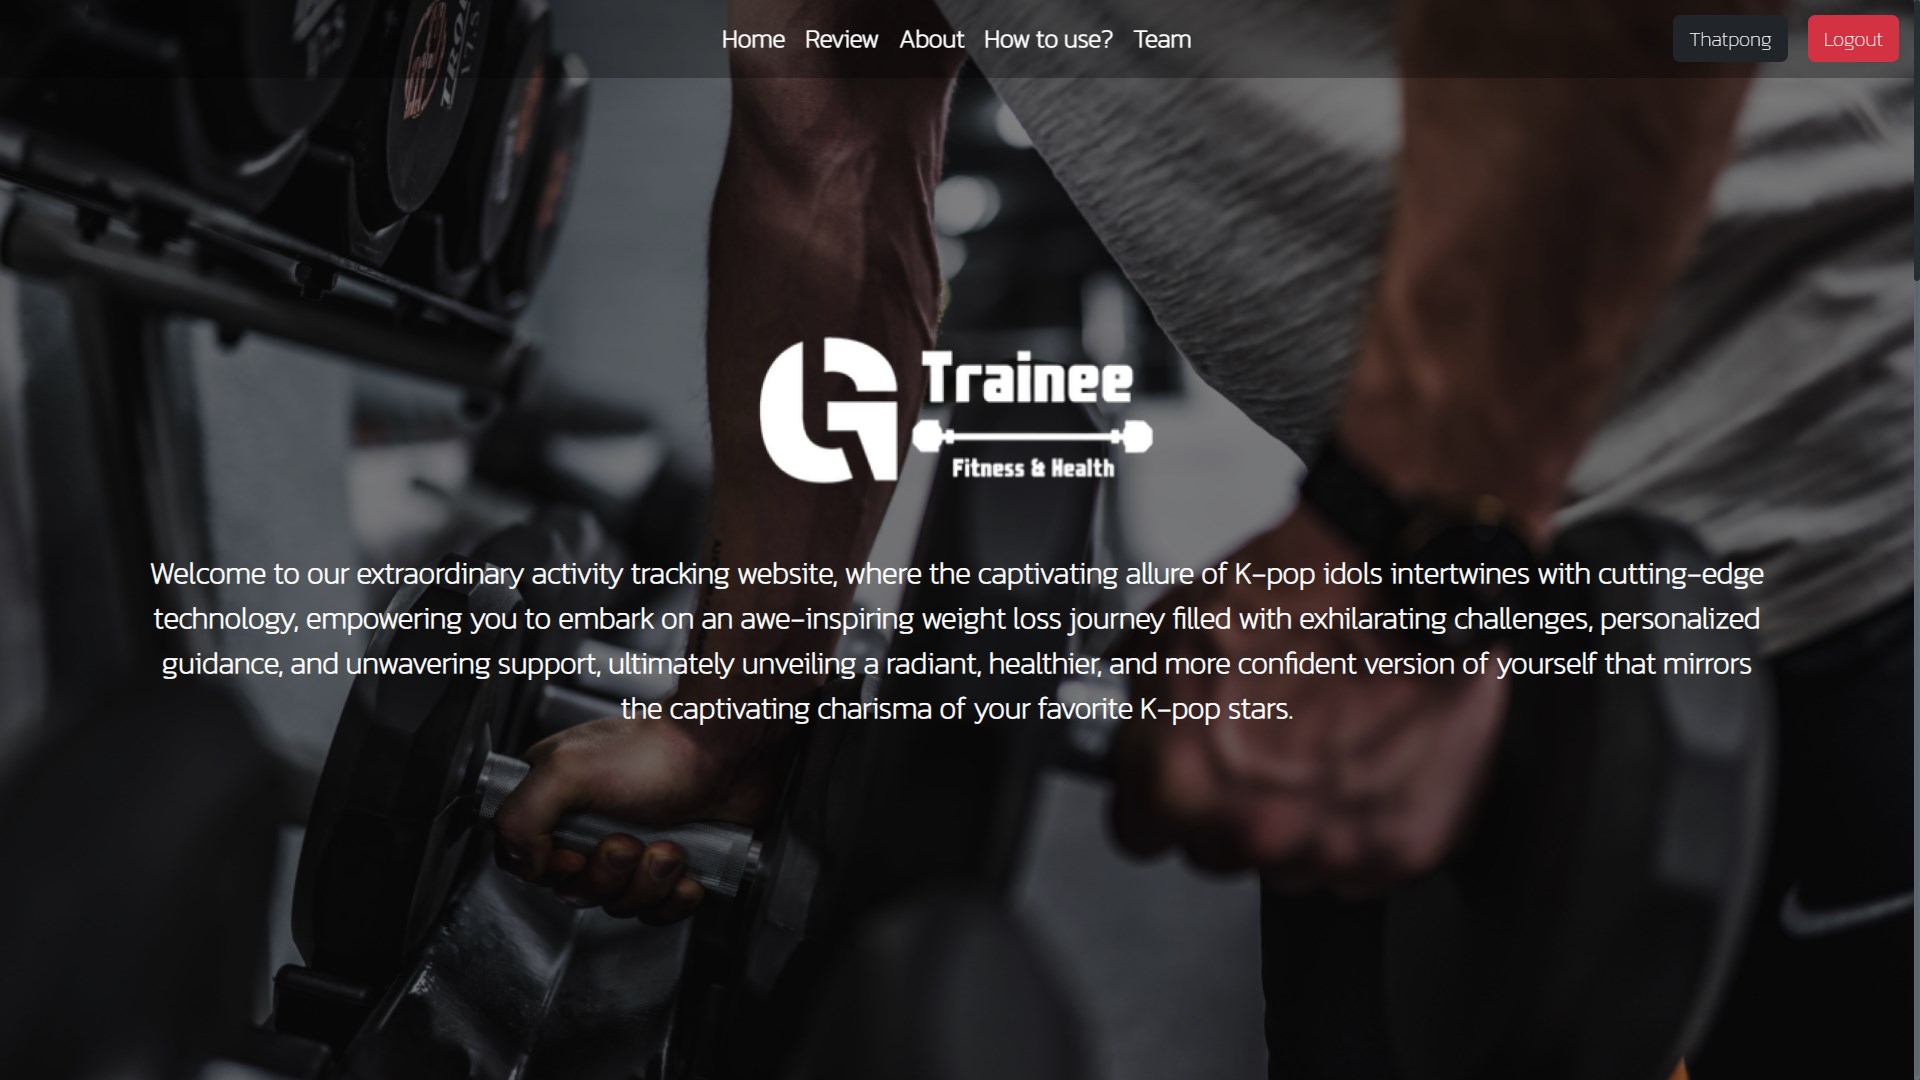 Home Review About How to use? Team Thatpong Logout
G Trainee
Fitness & Health
Welcome to our extraordinary activity tracking website, where the captivating allure of K-pop idols intertwines with cutting-edge
technology, empowering you to embark on an awe-inspiring weight loss journey filled with exhilarating challenges, personalized
guidance, and unwavering support, ultimately unveiling a radiant, healthier, and more confident version of yourself that mirrors
the captivating charisma of your favorite K-pop stars.